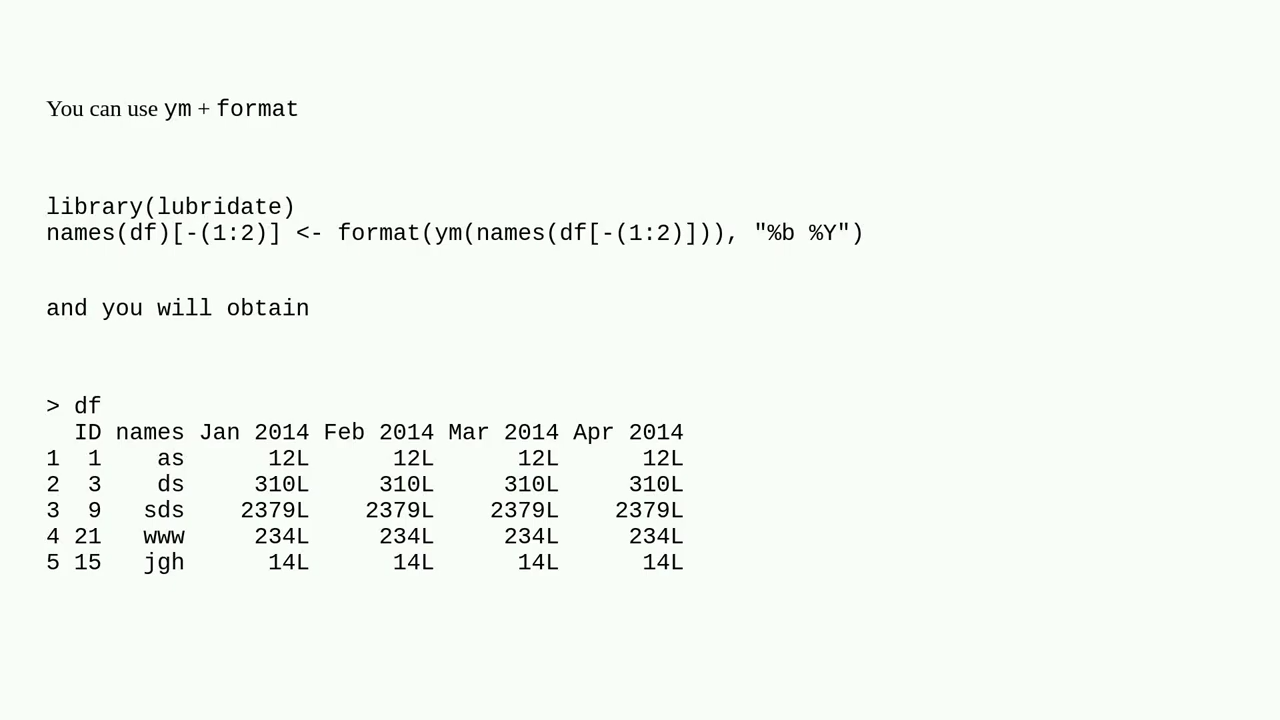 You can use ym + format
library(lubridate)
names(df)[-(1:2)] <- format(ym(names(df[-(1:2)])), "%b %Y")
and you will obtain
> df
  ID names Jan 2014 Feb 2014 Mar 2014 Apr 2014
1  1    as      12L      12L      12L      12L
2  3    ds     310L     310L     310L     310L
3  9   sds    2379L    2379L    2379L    2379L
4 21   www     234L     234L     234L     234L
5 15   jgh      14L      14L      14L      14L